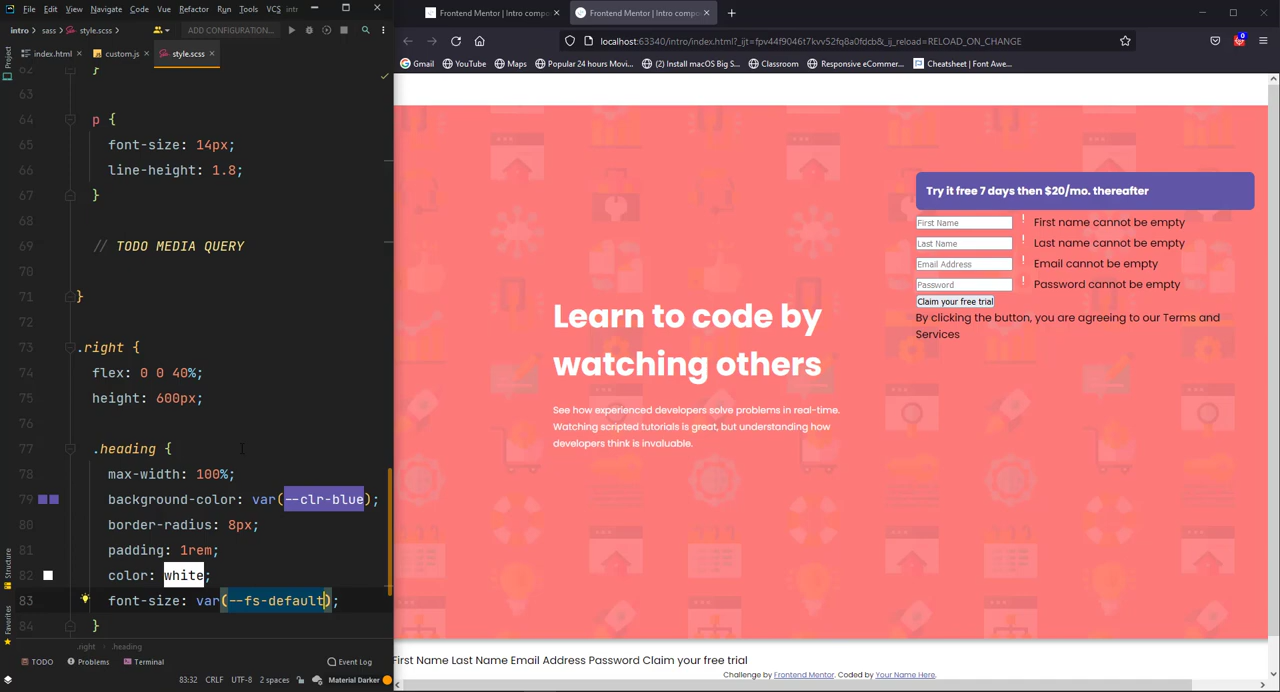 File Edit View Navigate Code Refactor Run Tools VCS intr
intro sass style.scss ADD CONFIGURATION...
index.html custom.js style.scss
Project
62 }
63
64 p {
65 font-size: 14px;
66 line-height: 1.8;
67 }
68
69 // TODO MEDIA QUERY
70
71 }
72
73 .right {
74 flex: 0 0 40%;
75 height: 600px;
76
77 .heading {
78 max-width: 100%;
79 background-color: var(--clr-blue);
80 border-radius: 8px;
81 padding: 1rem;
82 color: white;
83 font-size: var(--fs-default);
84 }
Structure
Favorites
.right .heading
TODO Problems Terminal Event Log
83:32 CRLF UTF-8 2 spaces Material Darker
Frontend Mentor | Intro compo Frontend Mentor | Intro compo
localhost:63340/intro/index.html?_ijt=fpv44f9046t7kvv52fq8a0fdcb&_ij_reload=RELOAD_ON_CHANGE
0
Gmail YouTube Maps Popular 24 hours Movi... (2) Install macOS Big S... Classroom Responsive eCommer... Cheatsheet | Font Awe...
Try it free 7 days then $20/mo. thereafter
First Name ! First name cannot be empty
Last Name ! Last name cannot be empty
Email Address ! Email cannot be empty
Password ! Password cannot be empty
Claim your free trial
By clicking the button, you are agreeing to our Terms and
Services
Learn to code by
watching others
See how experienced developers solve problems in real-time.
Watching scripted tutorials is great, but understanding how
developers think is invaluable.
First Name Last Name Email Address Password Claim your free trial
Challenge by Frontend Mentor. Coded by Your Name Here.